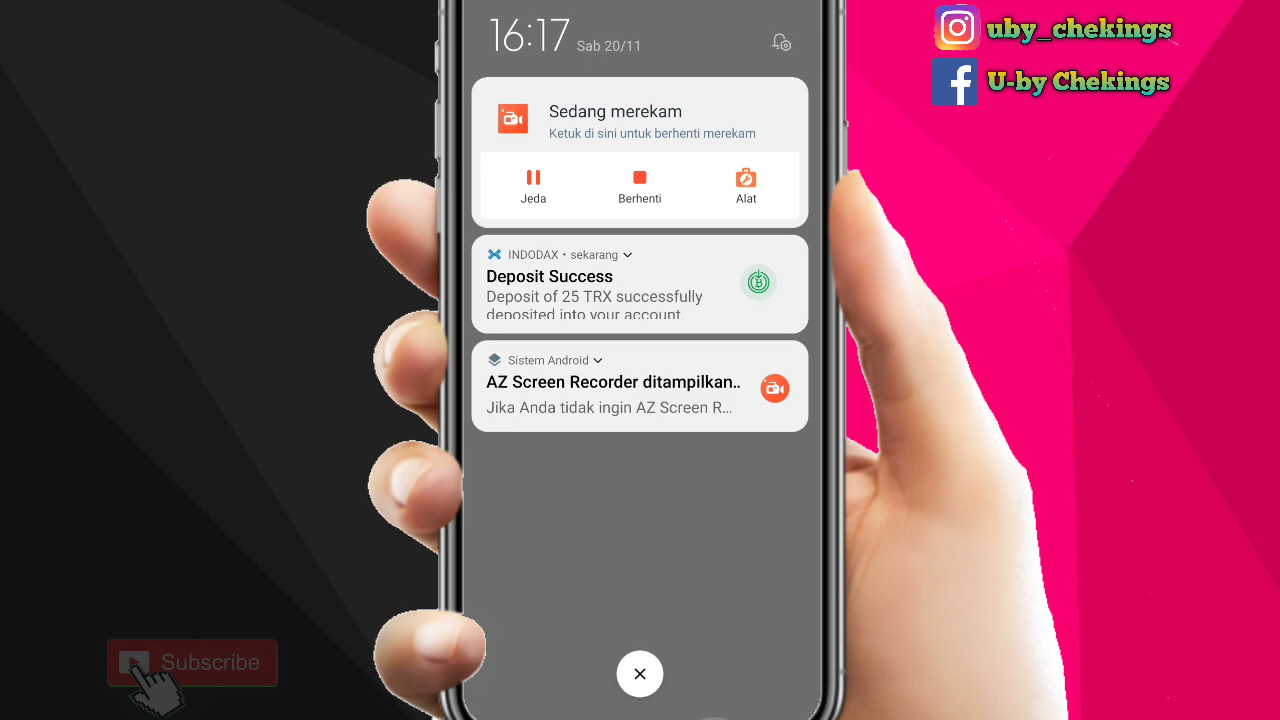 16:17 Sab 20/11
uby_chekings
U-by Chekings
Sedang merekam
Ketuk di sini untuk berhenti merekam
Jeda
Berhenti
Alat
INDODAX • sekarang
Deposit Success
Deposit of 25 TRX successfully
deposited into your account.
Sistem Android
AZ Screen Recorder ditampilkan..
Jika Anda tidak ingin AZ Screen R...
Subscribe